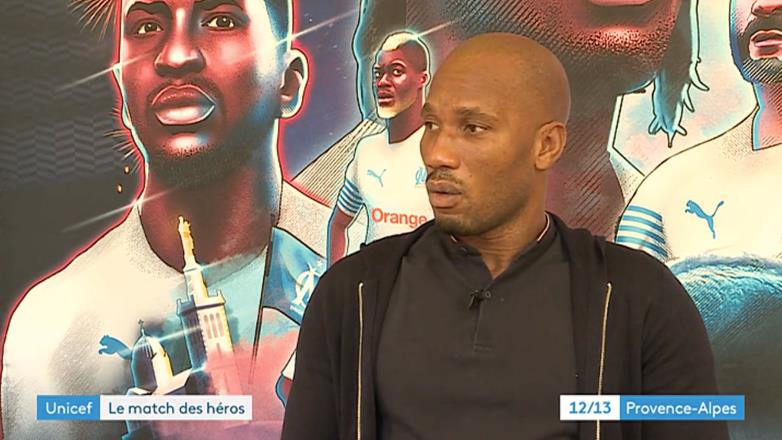 Orange
Unicef Le match des héros
12/13 Provence-Alpes